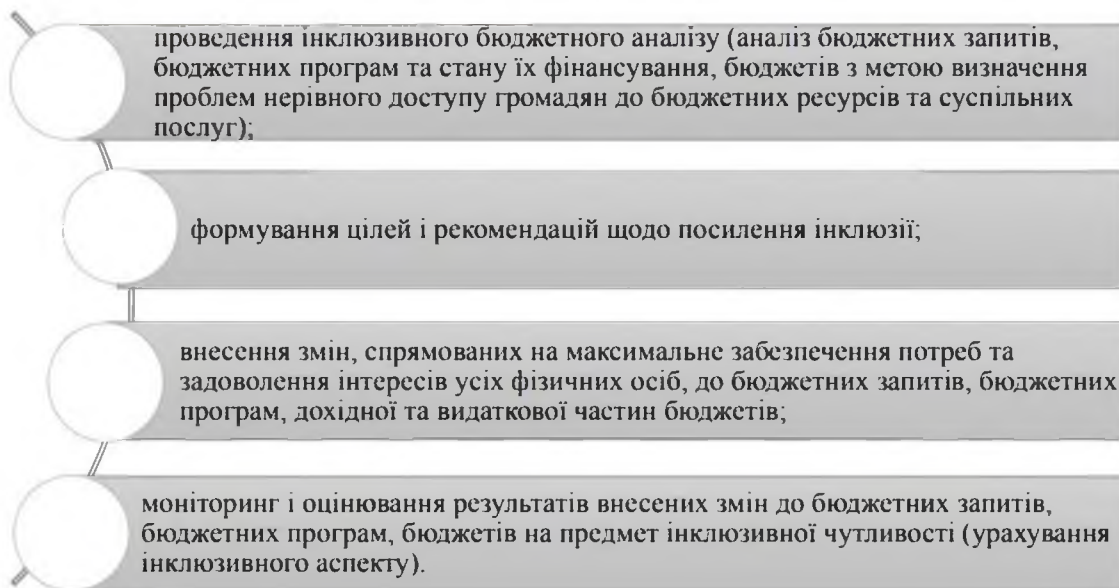 проведення інклюзивного бюджетного аналізу (аналіз бюджетних запитів,
бюджетних програм та стану їх фінансування, бюджетів з метою визначення
проблем нерівного доступу громадян до бюджетних ресурсів та суспільних
послуг);
формування цілей і рекомендацій щодо посилення інклюзії;
внесення змін, спрямованих на максимальне забезпечення потреб та
задоволення інтересів усіх фізичних осіб, до бюджетних запитів, бюджетних
програм, дохідної та видаткової частин бюджетів;
моніторинг і оцінювання результатів внесених змін до бюджетних запитів,
бюджетних програм, бюджетів на предмет інклюзивної чутливості (урахування
інклюзивного аспекту).